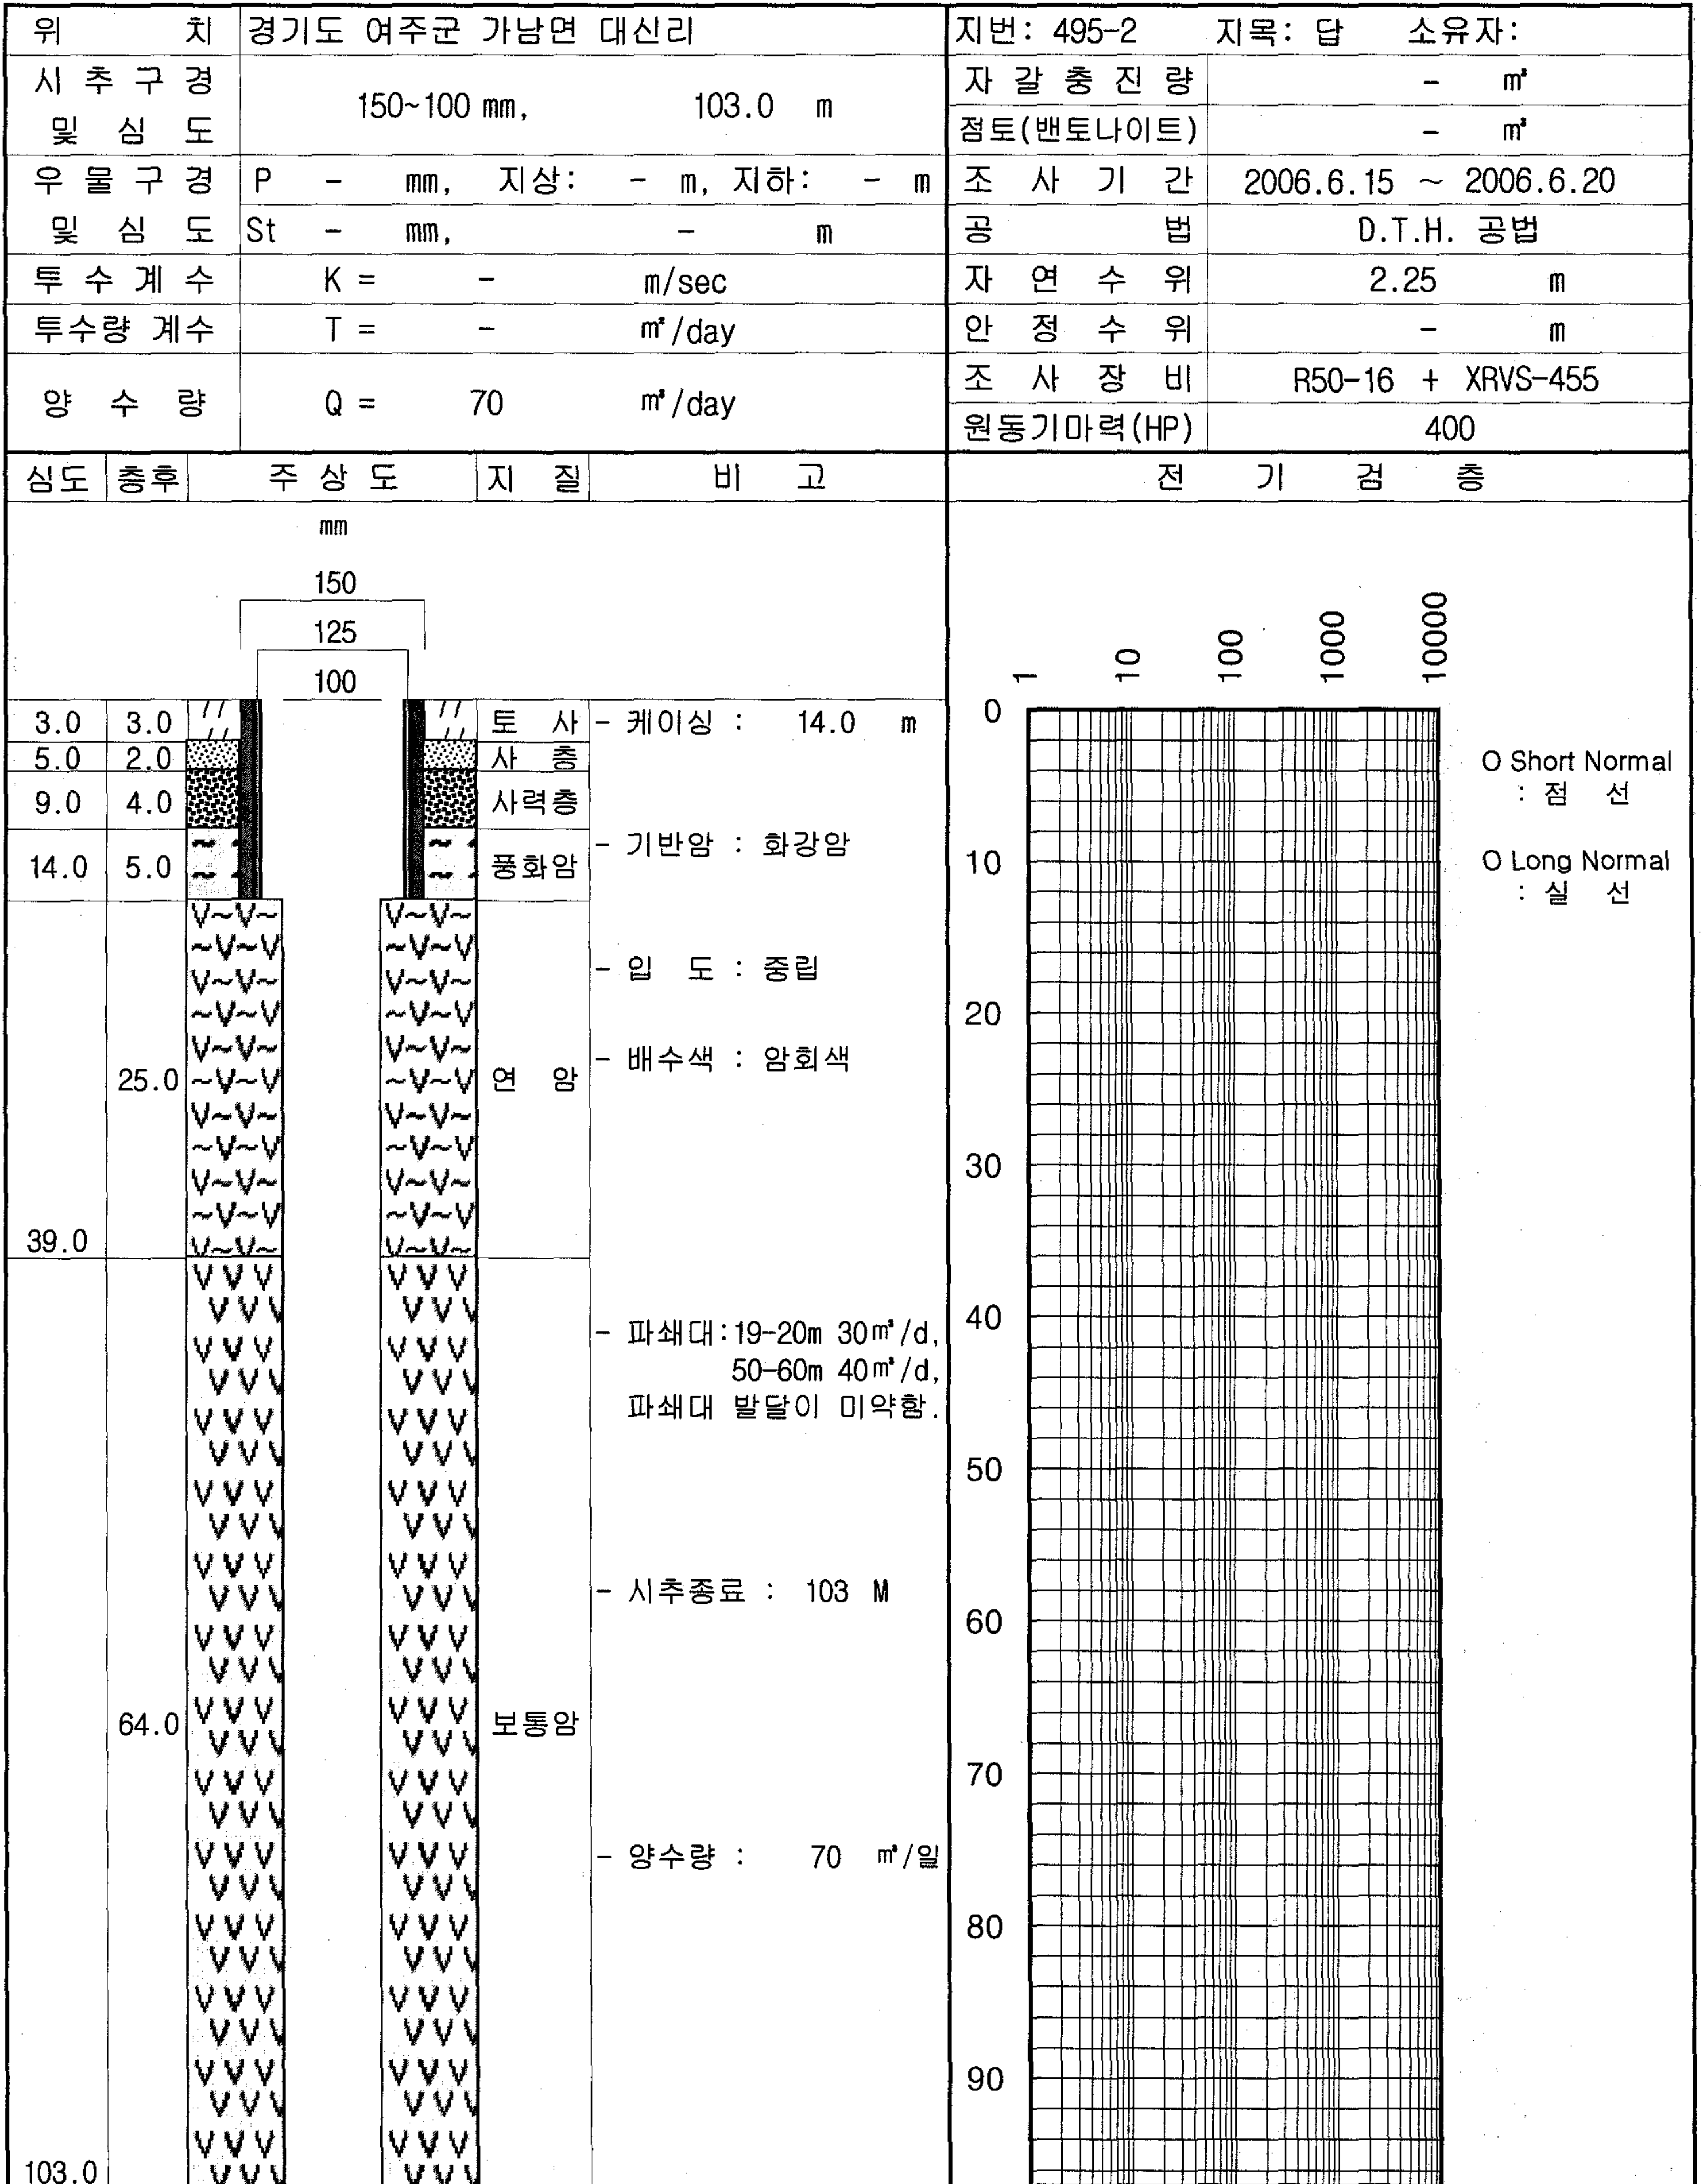 위 치 경기도 여주군 가남면 대신리 지번: 495-2 지목: 답 소유자:
시 추 구 경 및 심 도 150~100 mm, 103.0 m
자 갈 충 진 량 - ㎥
점토(밴토나이트) - ㎥
우 물 구 경 및 심 도 P - mm, 지상: - m, 지하: - m
St - mm, - m
조 사 기 간 2006.6.15 ~ 2006.6.20
공 법 D.T.H. 공법
투 수 계 수 K = - m/sec
자 연 수 위 2.25 m
투수량 계수 T = - ㎡/day
안 정 수 위 - m
양 수 량 Q = 70 ㎥/day
조 사 장 비 R50-16 + XRVS-455
원동기마력(HP) 400
심도 층후 주 상 도 지 질 비 고 전 기 검 층
mm
150
125
100
3.0 3.0 토 사 - 케이싱 : 14.0 m
5.0 2.0 사 층
9.0 4.0 사력층
- 기반암 : 화강암
14.0 5.0 풍화암
- 입 도 : 중립
- 배수색 : 암회색
25.0 연 암
39.0
- 파쇄대:19-20m 30㎥/d,
50-60m 40㎥/d,
파쇄대 발달이 미약함.
- 시추종료 : 103 M
64.0 보통암
- 양수량 : 70 ㎥/일
103.0
1 10 100 1000 10000
0
10
20
30
40
50
60
70
80
90
O Short Normal
: 점 선
O Long Normal
: 실 선